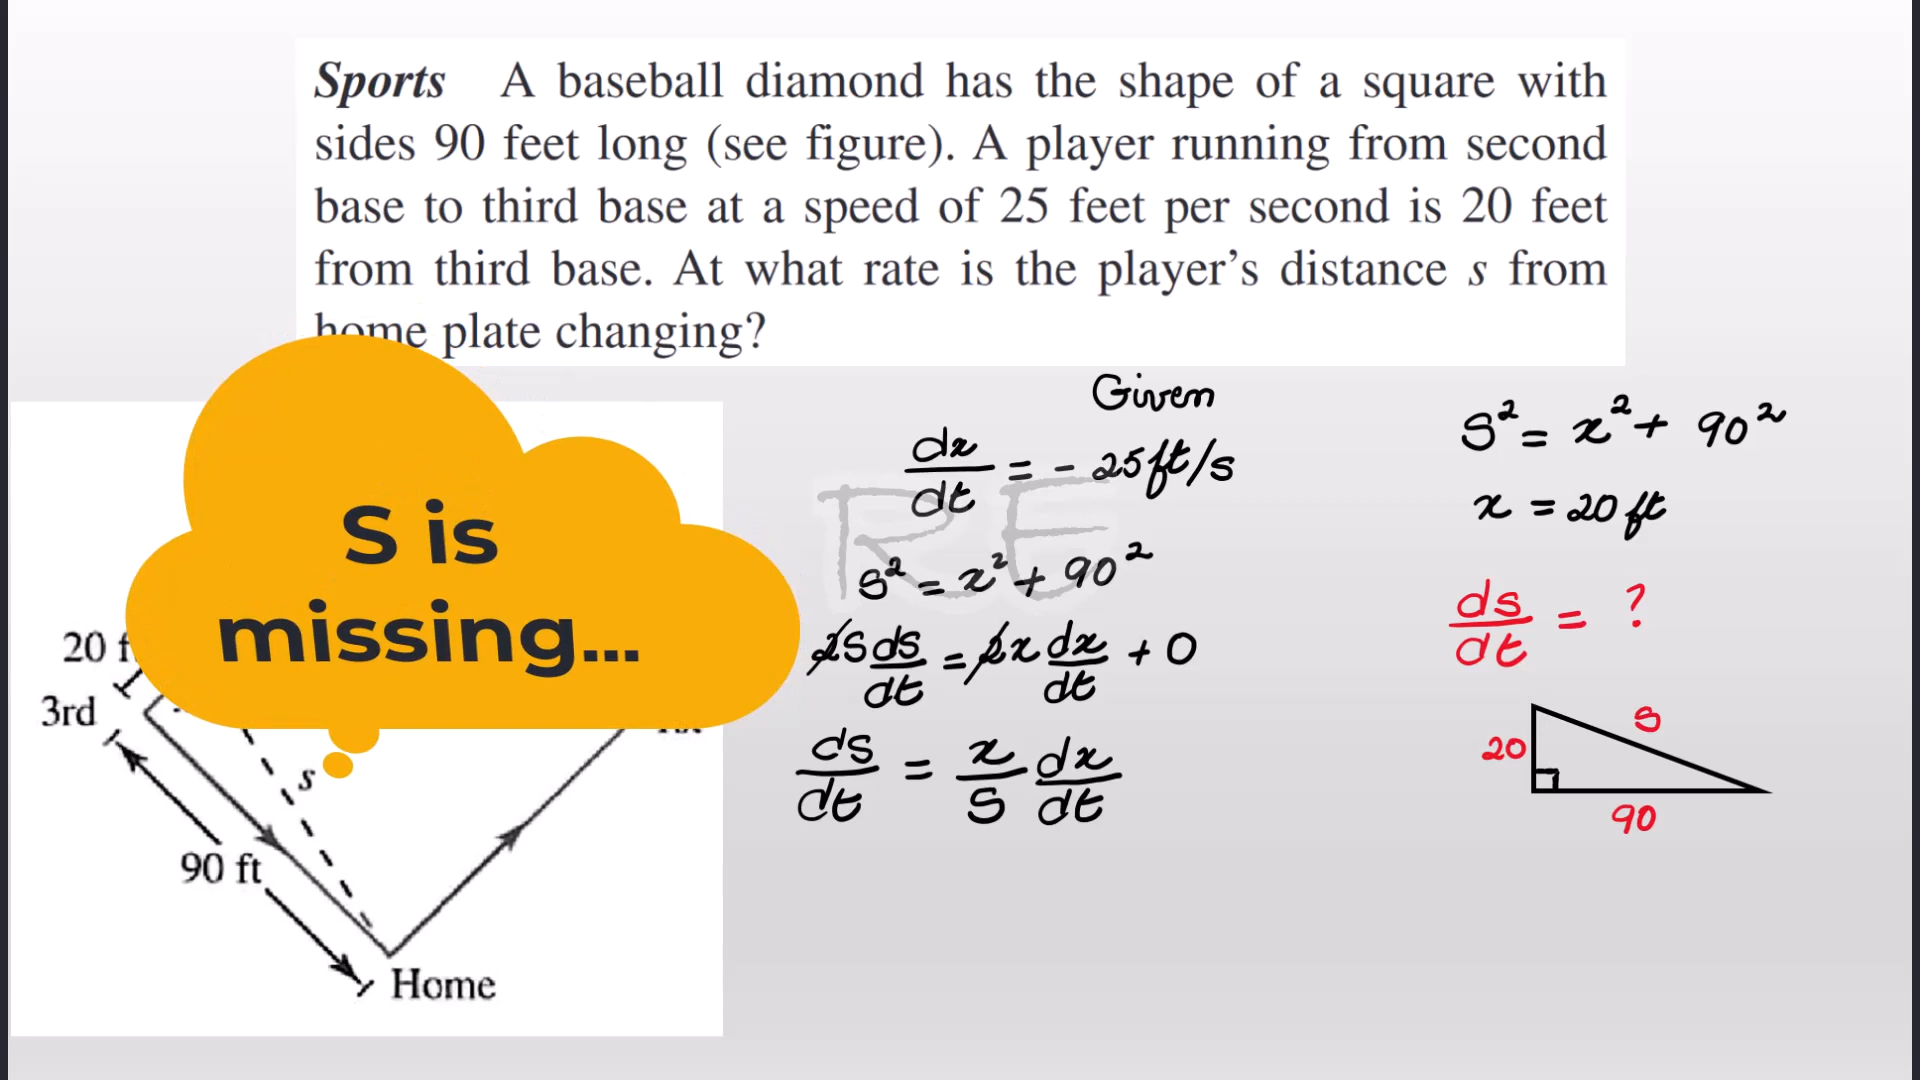 Sports A baseball diamond has the shape of a square with
sides 90 feet long (see figure). A player running from second
base to third base at a speed of 25 feet per second is 20 feet
from third base. At what rate is the player's distance s from
home plate changing?
Given
dx/dt = - 25ft/s
S² = x² + 90²
2S ds/dt = 2x dx/dt + 0
ds/dt = x/S dx/dt
S² = x² + 90²
x = 20 ft
ds/dt = ?
S
20
90
S is
missing...
20 f
3rd
s
90 ft
Home
RE